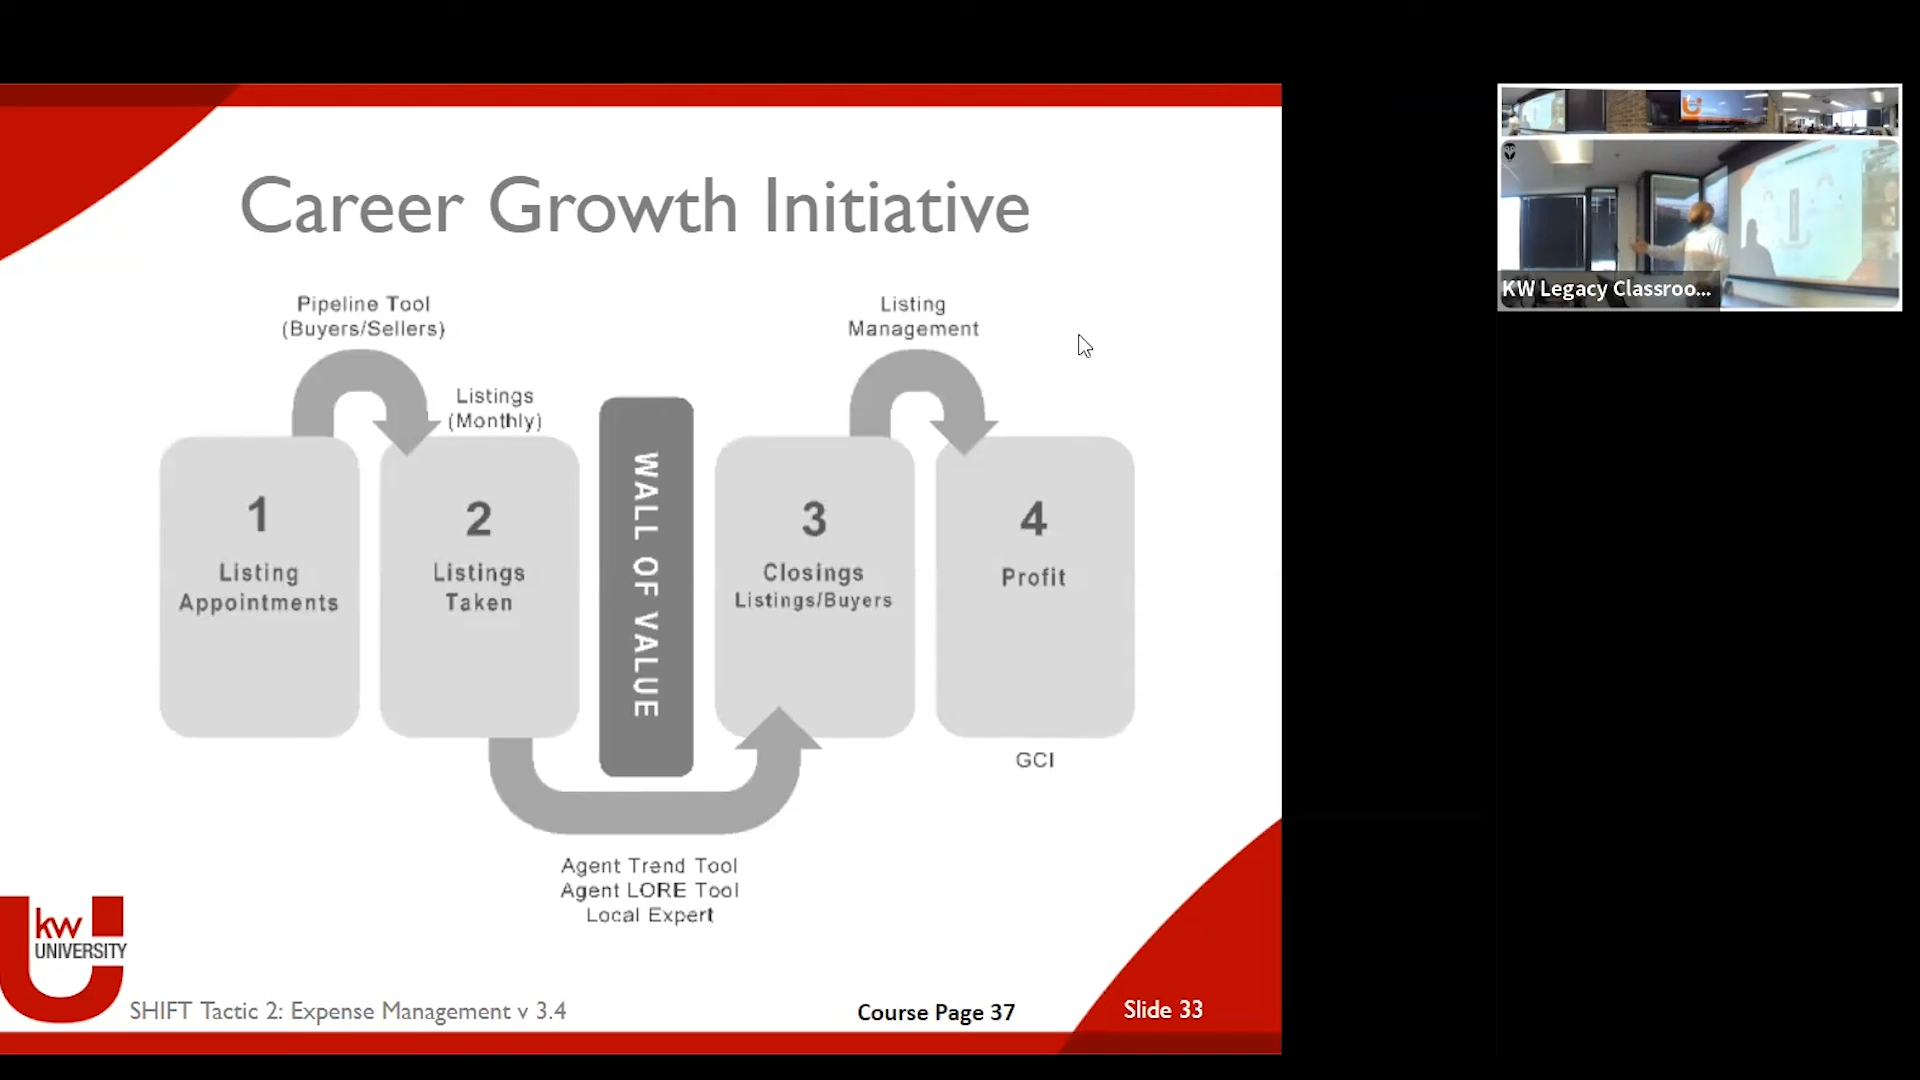 Career Growth Initiative
Pipeline Tool
(Buyers/Sellers)
Listing
Management
Listings
(Monthly)
1
Listing
Appointments
2
Listings
Taken
WALL OF VALUE
3
Closings
Listings/Buyers
4
Profit
GCI
Agent Trend Tool
Agent LORE Tool
Local Expert
kw
UNIVERSITY
SHIFT Tactic 2: Expense Management v 3.4
Course Page 37
Slide 33
KW Legacy Classroo...